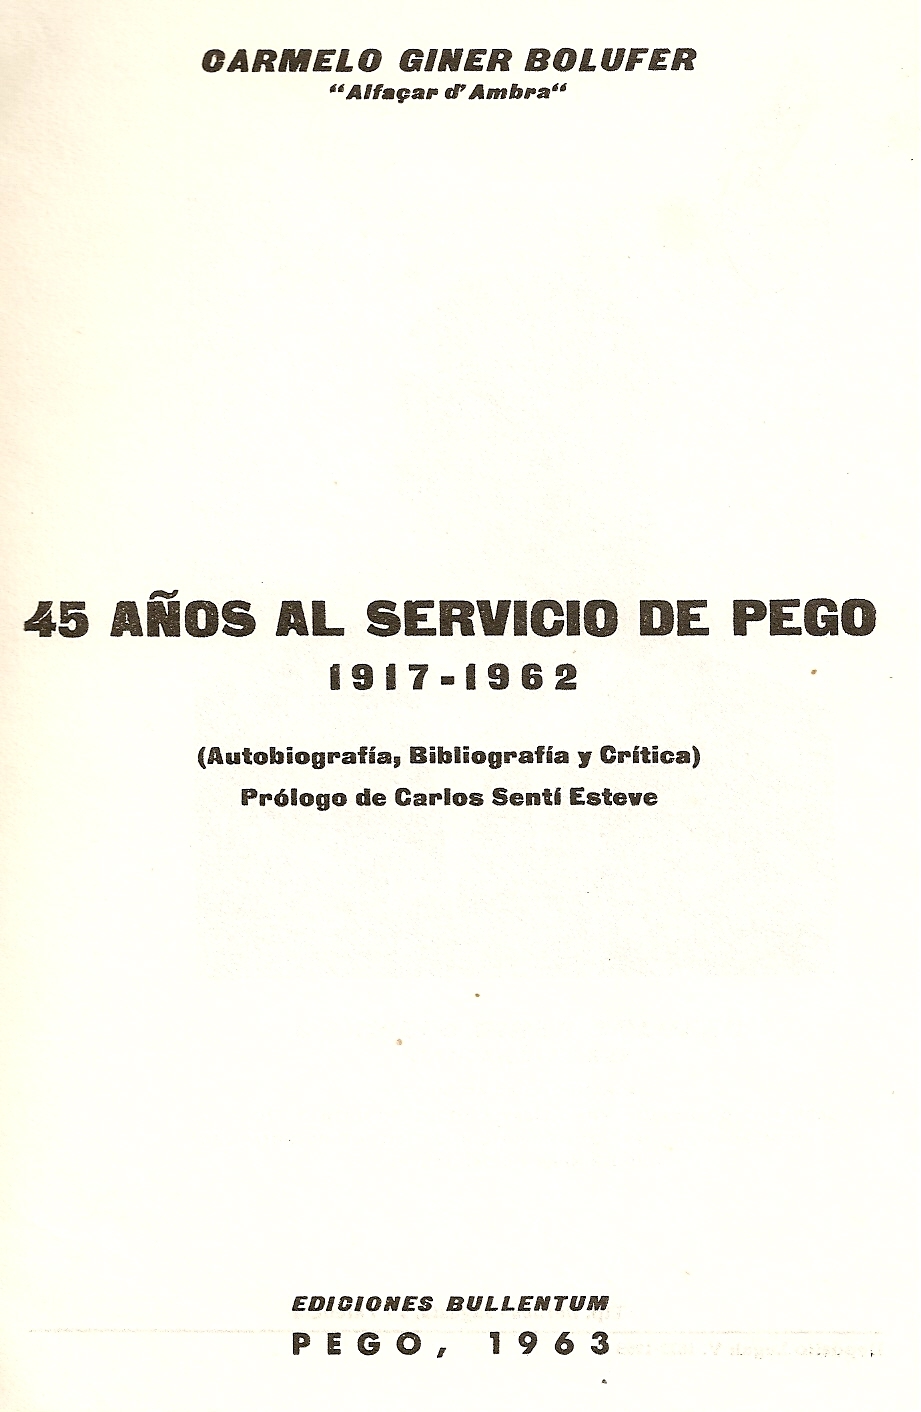 CARMELO GINER BOLUFER
“Alfaçar d’Ambra“
45 AÑOS AL SERVICIO DE PEGO
1917-1962
(Autobiografía, Bibliografía y Crítica)
Prólogo de Carlos Sentí Esteve
EDICIONES BULLENTUM
PEGO, 1963